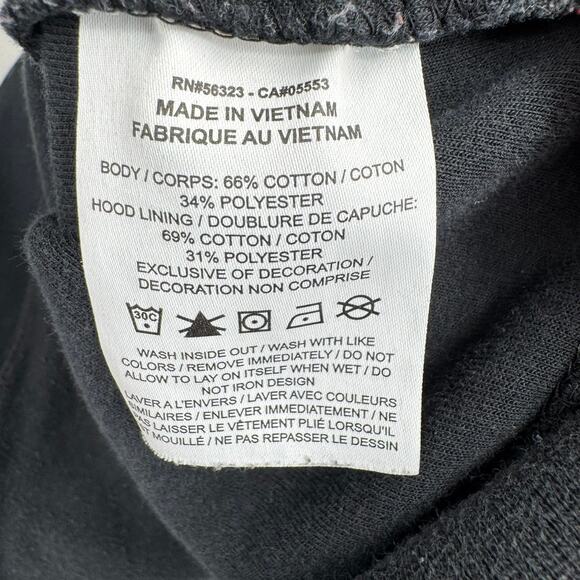 RN#56323 - CA#05553
MADE IN VIETNAM
FABRIQUE AU VIETNAM
BODY / CORPS: 66% COTTON / COTON
34% POLYESTER
HOOD LINING / DOUBLURE DE CAPUCHE:
69% COTTON / COTON
31% POLYESTER
EXCLUSIVE OF DECORATION /
DECORATION NON COMPRISE
30C
WASH INSIDE OUT / WASH WITH LIKE
COLORS / REMOVE IMMEDIATELY / DO NOT
ALLOW TO LAY ON ITSELF WHEN WET / DO
NOT IRON DESIGN
LAVER A L'ENVERS / LAVER AVEC COULEURS
SIMILAIRES / ENLEVER IMMEDIATEMENT / NE
PAS LAISSER LE VÊTEMENT PLIÉ LORSQU'IL
EST MOUILLÉ / NE PAS REPASSER LE DESSIN